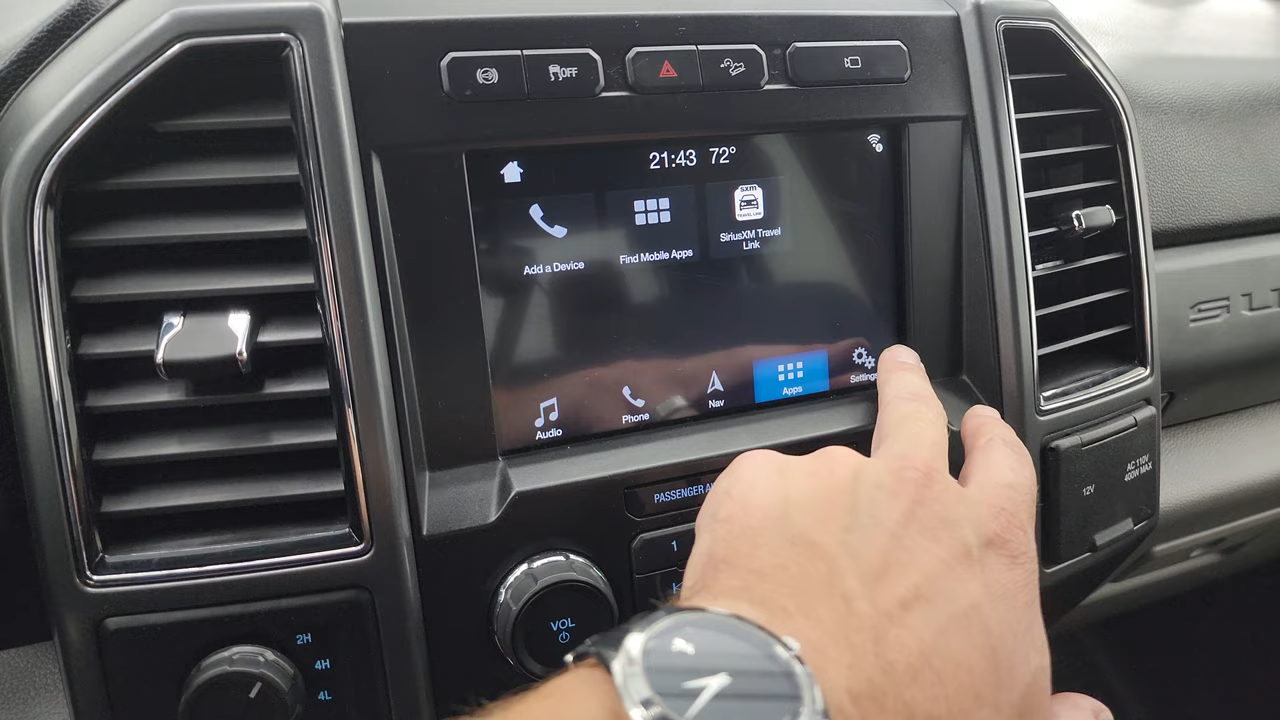 OFF
21:43 72°
sxm
TRAVEL LINK
Add a Device
Find Mobile Apps
SiriusXM Travel
Link
Audio
Phone
Nav
Apps
Settings
PASSENGER
1
VOL
2H
4H
4L
12V
AC 110V
400W MAX